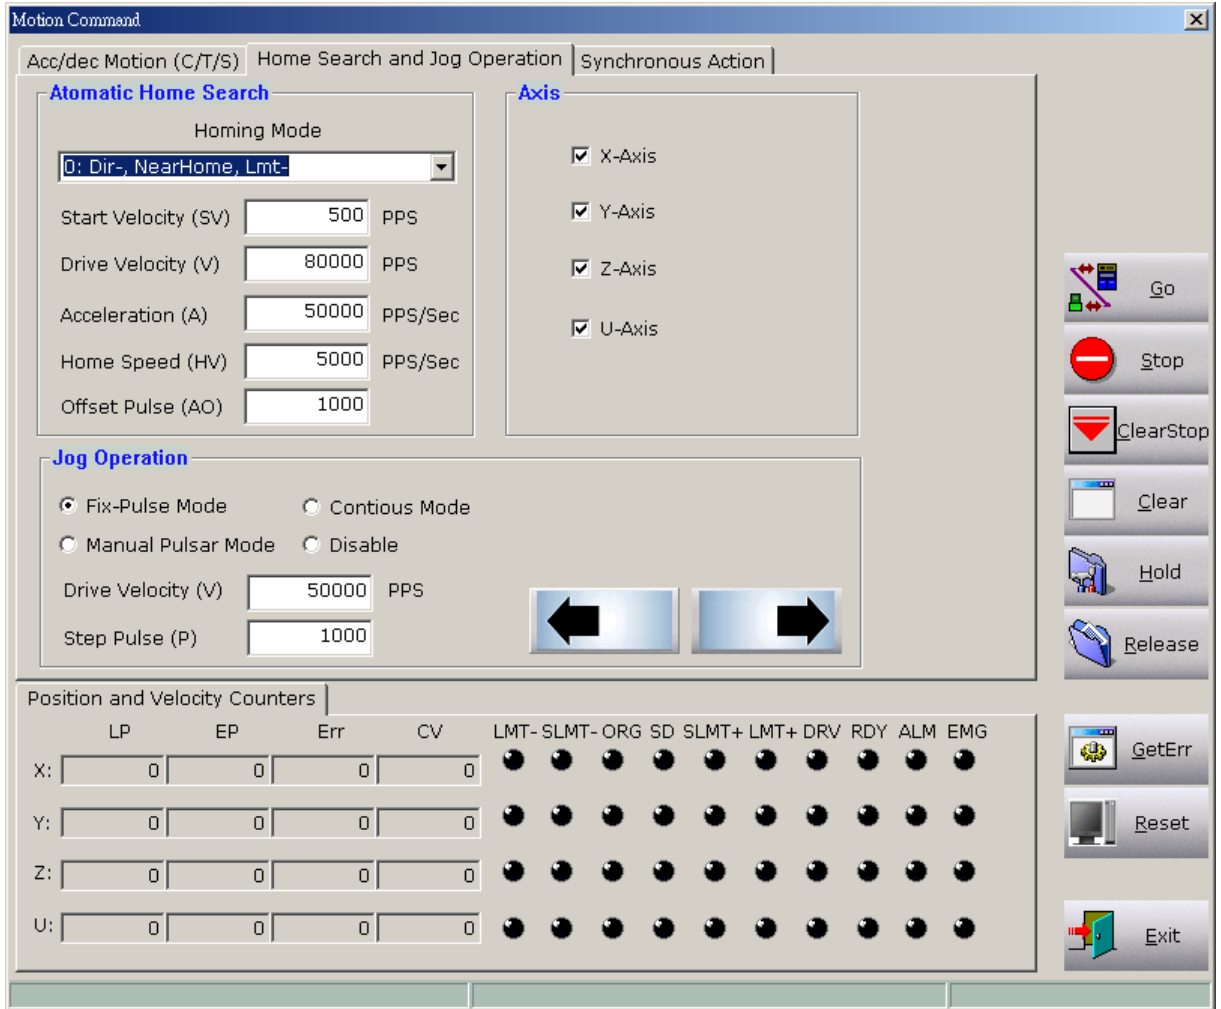 Motion Command
Acc/dec Motion (C/T/S) Home Search and Jog Operation Synchronous Action
Atomatic Home Search
Homing Mode
0: Dir-, NearHome, Lmt-
Start Velocity (SV) 500 PPS
Drive Velocity (V) 80000 PPS
Acceleration (A) 50000 PPS/Sec
Home Speed (HV) 5000 PPS/Sec
Offset Pulse (AO) 1000
Axis
X-Axis
Y-Axis
Z-Axis
U-Axis
Jog Operation
Fix-Pulse Mode Contious Mode
Manual Pulsar Mode Disable
Drive Velocity (V) 50000 PPS
Step Pulse (P) 1000
Go
Stop
ClearStop
Clear
Hold
Release
Position and Velocity Counters
LP EP Err CV LMT- SLMT- ORG SD SLMT+ LMT+ DRV RDY ALM EMG
X: 0 0 0 0
Y: 0 0 0 0
Z: 0 0 0 0
U: 0 0 0 0
GetErr
Reset
Exit